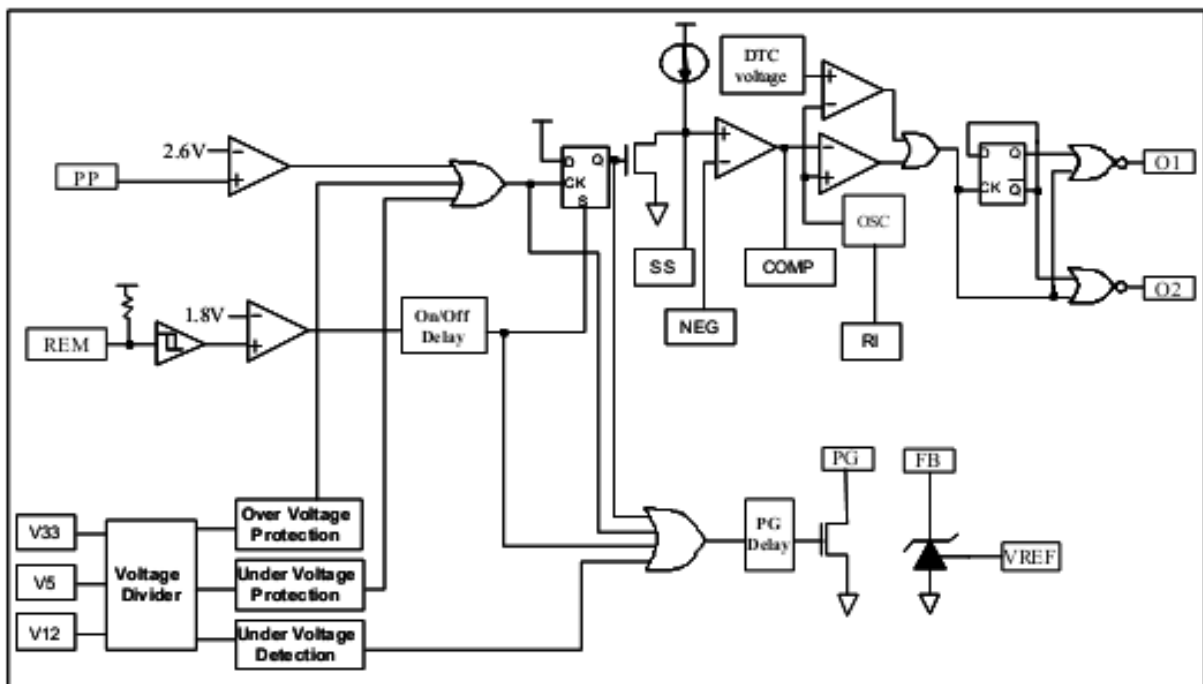 DTC
voltage
2.6V
PP
D Q
CK
S
D Q
CK Q
O1
OSC
SS
COMP
O2
1.8V
On/Off
Delay
NEG
RI
REM
PG
FB
V33
Over Voltage
Protection
PG
Delay
VREF
V5
Voltage
Divider
Under Voltage
Protection
V12
Under Voltage
Detection